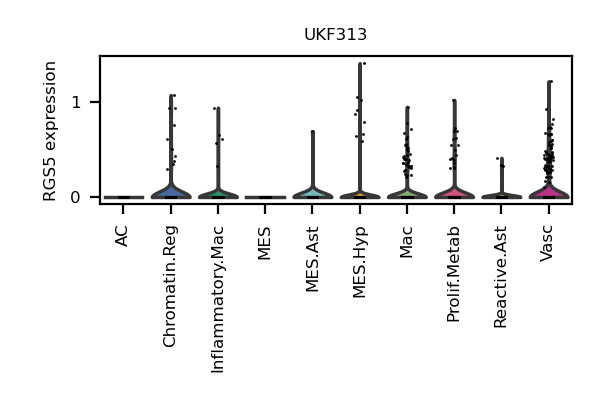 UKF313
RGS5 expression
1
0
AC
Chromatin.Reg
Inflammatory.Mac
MES
MES.Ast
MES.Hyp
Mac
Prolif.Metab
Reactive.Ast
Vasc